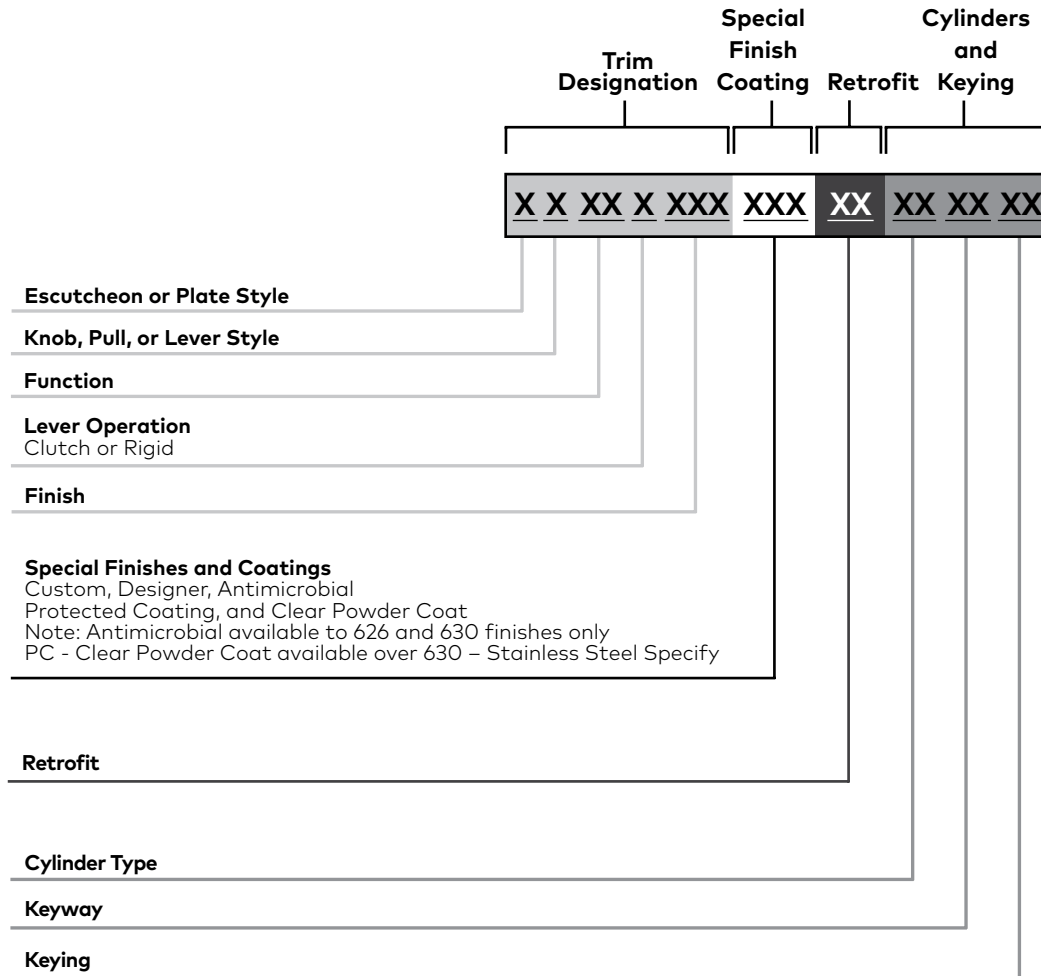 Special
Finish
Coating
Cylinders
and
Keying
Trim
Designation
Retrofit
X X XX X XXX XXX XX XX XX XX
Escutcheon or Plate Style
Knob, Pull, or Lever Style
Function
Lever Operation
Clutch or Rigid
Finish
Special Finishes and Coatings
Custom, Designer, Antimicrobial
Protected Coating, and Clear Powder Coat
Note: Antimicrobial available to 626 and 630 finishes only
PC - Clear Powder Coat available over 630 – Stainless Steel Specify
Retrofit
Cylinder Type
Keyway
Keying